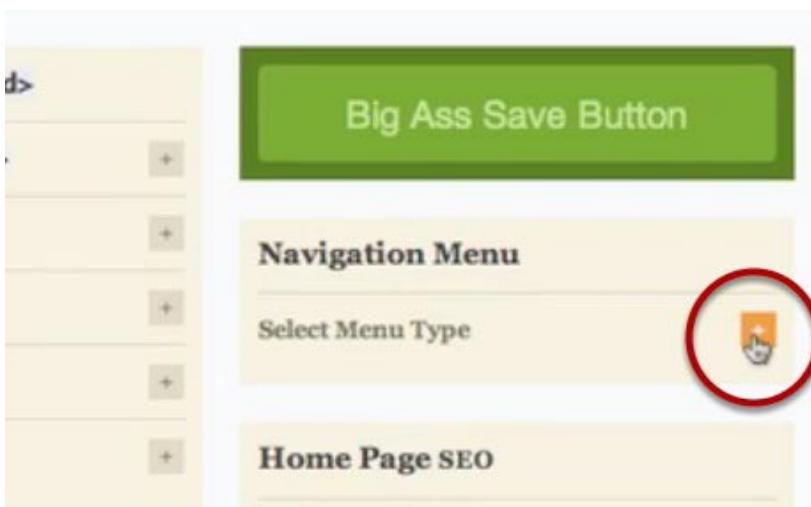 d>
+
+
+
+
+
Big Ass Save Button
Navigation Menu
Select Menu Type
+
Home Page SEO